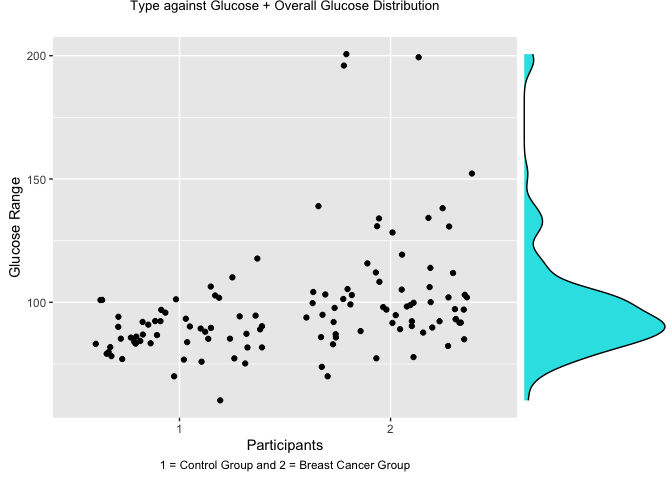 Type against Glucose + Overall Glucose Distribution
200
150
100
Glucose Range
1
2
Participants
1 = Control Group and 2 = Breast Cancer Group